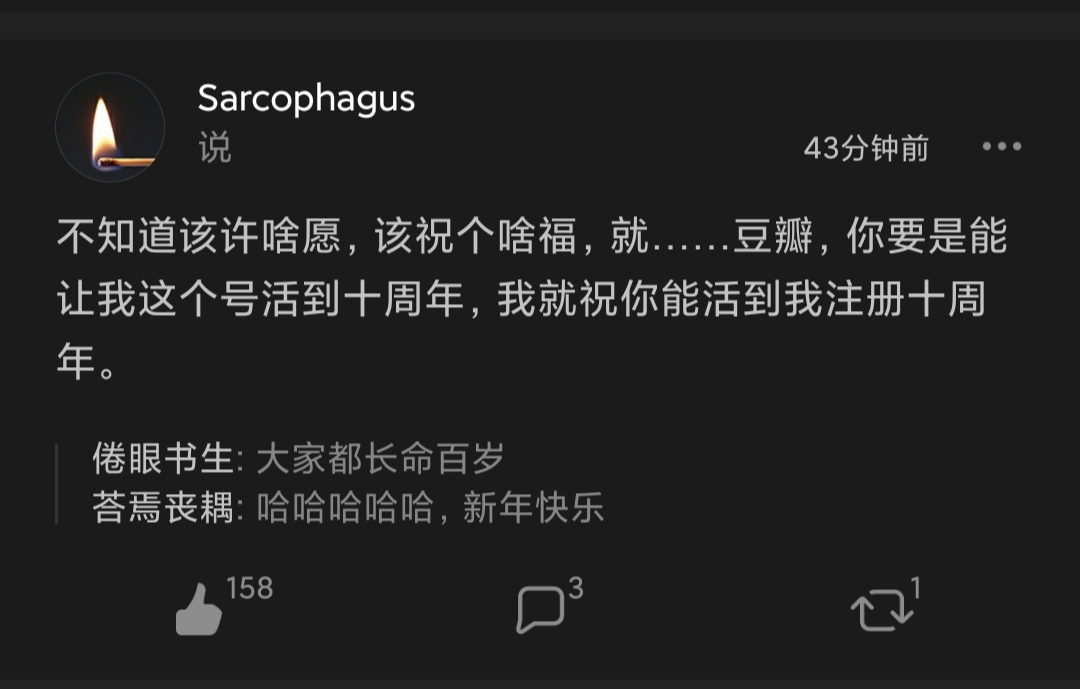 Sarcophagus
说
43分钟前
不知道该许啥愿，该祝个啥福，就……豆瓣，你要是能
让我这个号活到十周年，我就祝你能活到我注册十周
年。
倦眼书生: 大家都长命百岁
荅焉丧耦: 哈哈哈哈哈，新年快乐
158
3
1